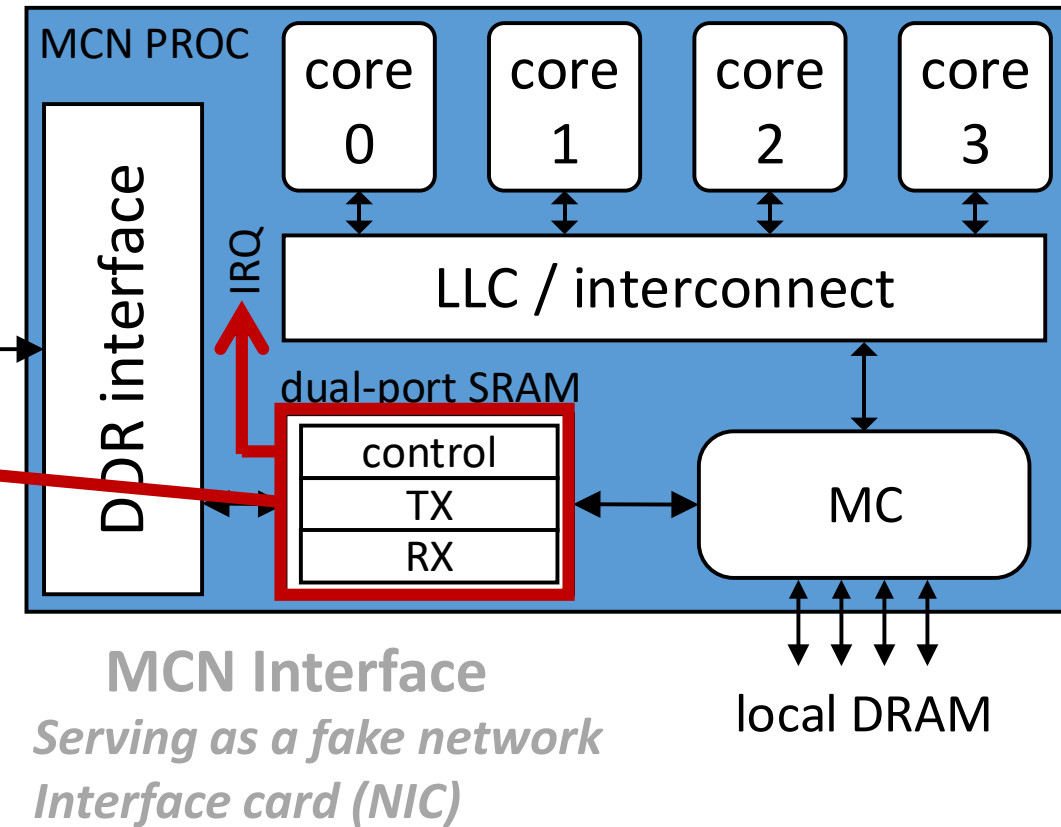 MCN PROC
core
0
core
1
core
2
core
3
DDR interface
IRQ
LLC / interconnect
dual-port SRAM
control
TX
RX
MC
local DRAM
MCN Interface
Serving as a fake network
Interface card (NIC)